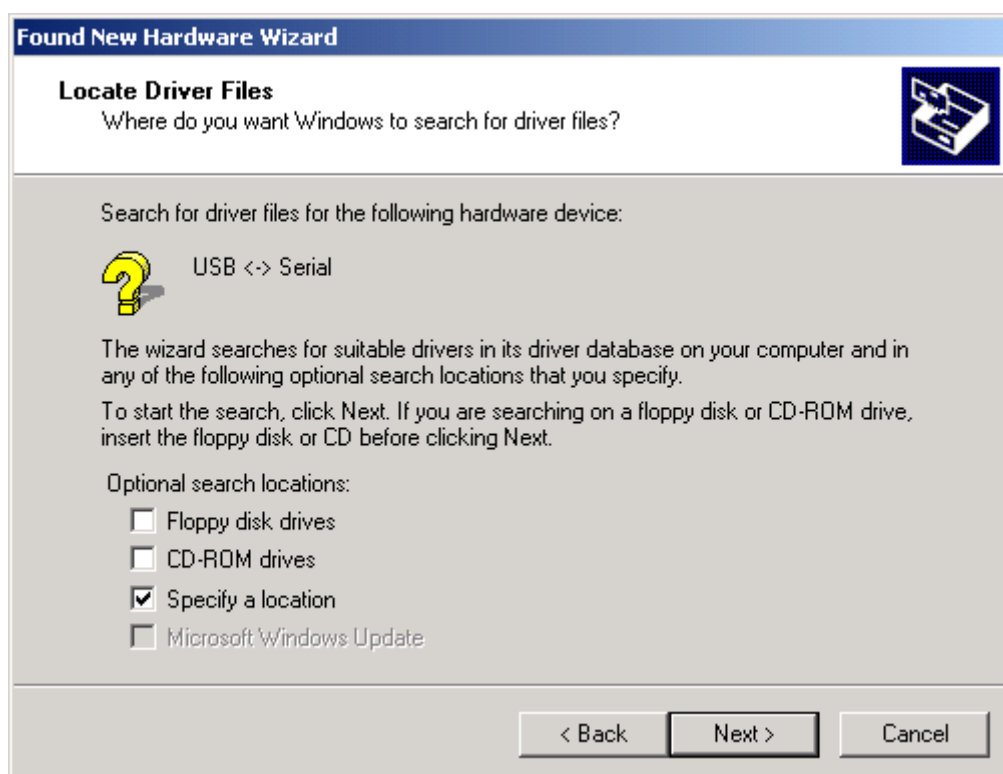 Found New Hardware Wizard
Locate Driver Files
Where do you want Windows to search for driver files?
Search for driver files for the following hardware device:
USB <-> Serial
The wizard searches for suitable drivers in its driver database on your computer and in
any of the following optional search locations that you specify.
To start the search, click Next. If you are searching on a floppy disk or CD-ROM drive,
insert the floppy disk or CD before clicking Next.
Optional search locations:
Floppy disk drives
CD-ROM drives
Specify a location
Microsoft Windows Update
< Back Next > Cancel